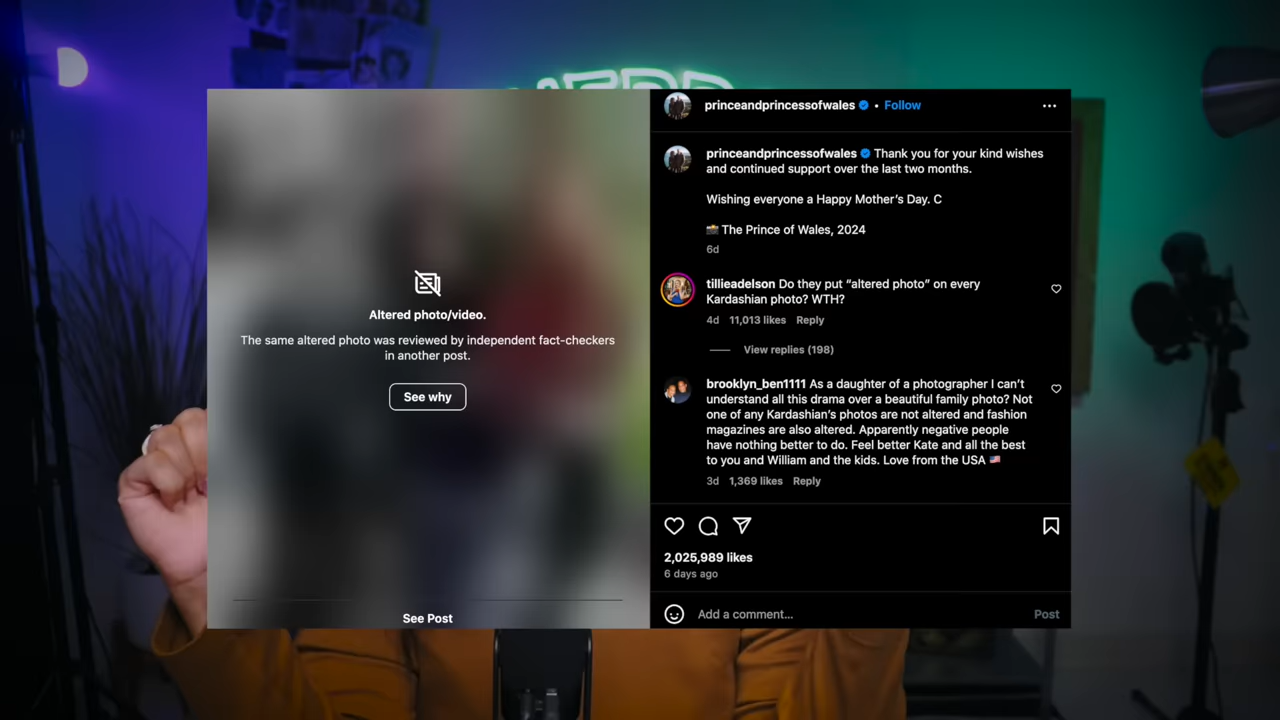 princeandprincessofwales • Follow
princeandprincessofwales Thank you for your kind wishes
and continued support over the last two months.
Wishing everyone a Happy Mother's Day. C
📸 The Prince of Wales, 2024
6d
tillieadelson Do they put “altered photo” on every
Kardashian photo? WTH?
4d 11,013 likes Reply
View replies (198)
brooklyn_ben1111 As a daughter of a photographer I can't
understand all this drama over a beautiful family photo? Not
one of any Kardashian's photos are not altered and fashion
magazines are also altered. Apparently negative people
have nothing better to do. Feel better Kate and all the best
to you and William and the kids. Love from the USA 🇺🇸
3d 1,369 likes Reply
2,025,989 likes
6 days ago
Add a comment... Post
Altered photo/video.
The same altered photo was reviewed by independent fact-checkers
in another post.
See why
See Post